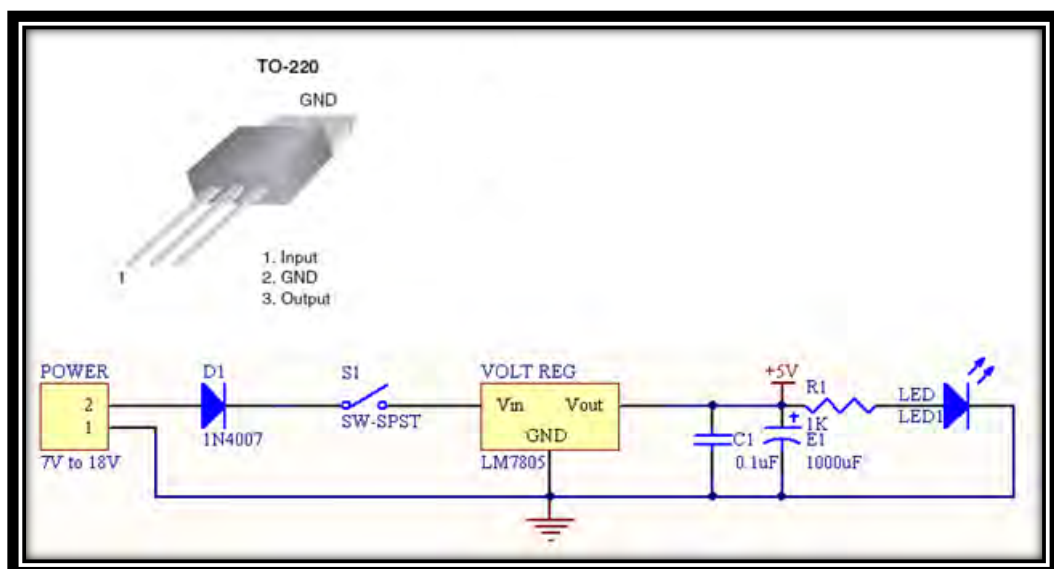 TO-220
GND
1
1. Input
2. GND
3. Output
POWER
2
1
7V to 18V
D1
1N4007
S1
SW-SPST
VOLT REG
Vin
Vout
GND
LM7805
C1
0.1uF
+5V
+
R1
1K
E1
1000uF
LED
LED1